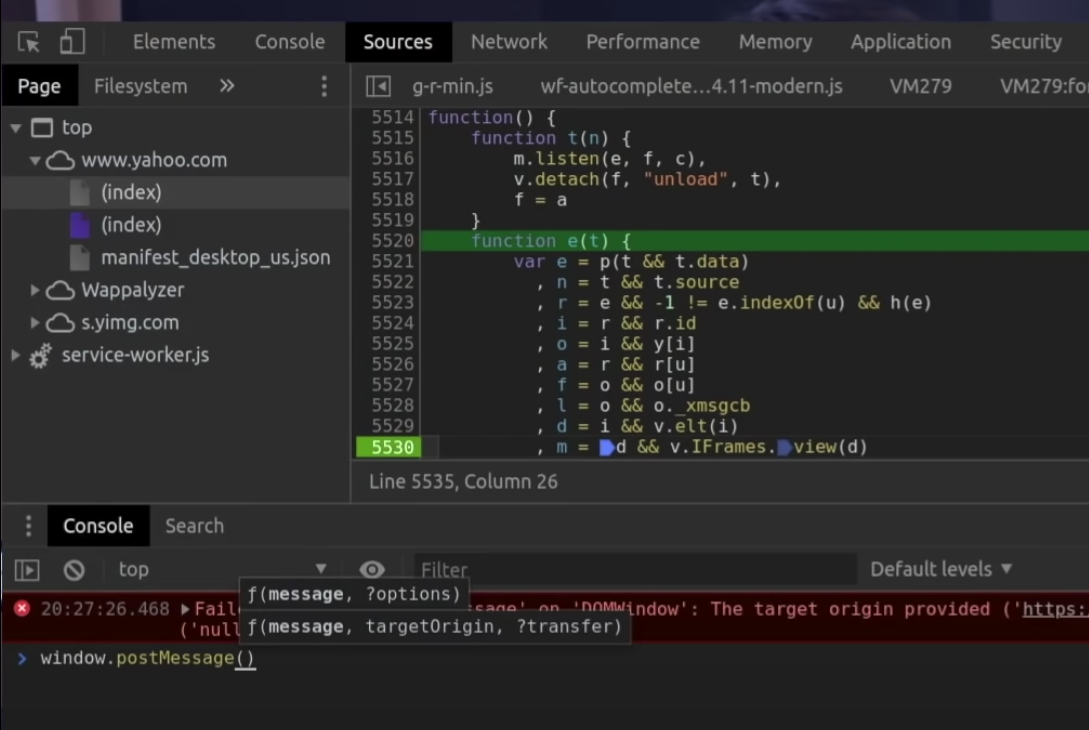 Elements Console Sources Network Performance Memory Application Security
Page Filesystem »
g-r-min.js wf-autocomplete…4.11-modern.js VM279 VM279:for
top
www.yahoo.com
(index)
(index)
manifest_desktop_us.json
Wappalyzer
s.yimg.com
service-worker.js
5514 function() {
5515 function t(n) {
5516 m.listen(e, f, c),
5517 v.detach(f, "unload", t),
5518 f = a
5519 }
5520 function e(t) {
5521 var e = p(t && t.data)
5522 , n = t && t.source
5523 , r = e && -1 != e.indexOf(u) && h(e)
5524 , i = r && r.id
5525 , o = i && y[i]
5526 , a = r && r[u]
5527 , f = o && o[u]
5528 , l = o && o._xmsgcb
5529 , d = i && v.elt(i)
5530 , m = d && v.IFrames.view(d)
Line 5535, Column 26
Console Search
top Filter Default levels ▼
ƒ(message, ?options)
20:27:26.468 ▶Fail sage' on 'DOMWindow': The target origin provided ('https:
('null
ƒ(message, targetOrigin, ?transfer)
> window.postMessage()